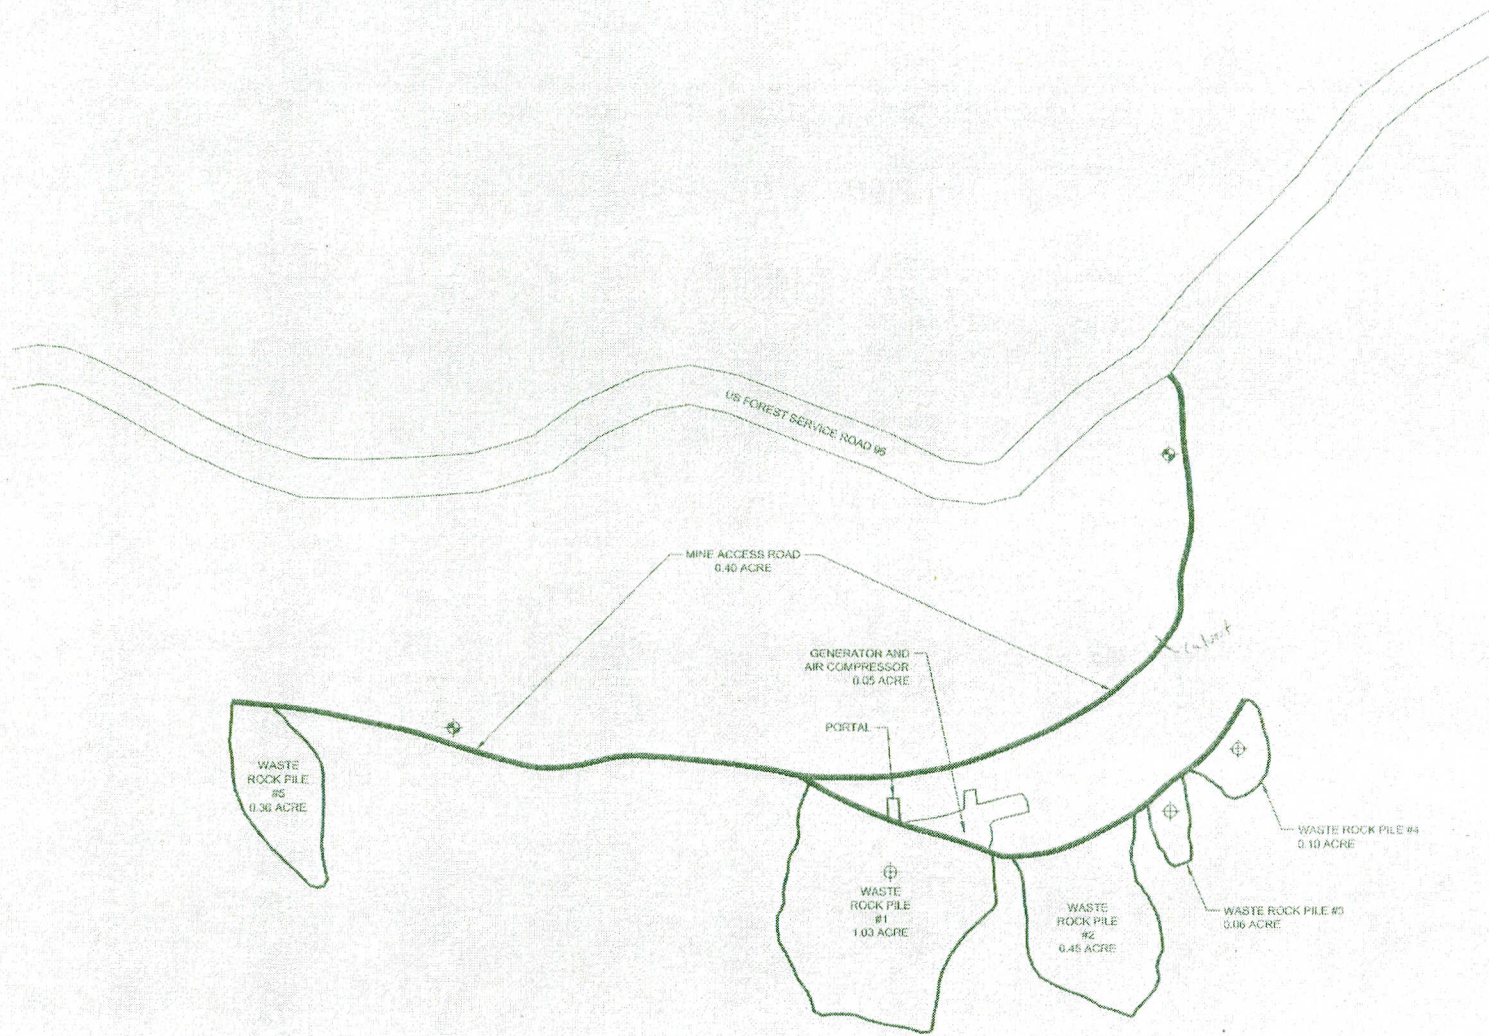 US FOREST SERVICE ROAD 95
MINE ACCESS ROAD
0.40 ACRE
culvert
GENERATOR AND
AIR COMPRESSOR
0.05 ACRE
PORTAL
WASTE
ROCK PILE
#5
0.36 ACRE
WASTE ROCK PILE #4
0.10 ACRE
WASTE
ROCK PILE
#1
1.03 ACRE
WASTE
ROCK PILE
#2
0.45 ACRE
WASTE ROCK PILE #3
0.06 ACRE